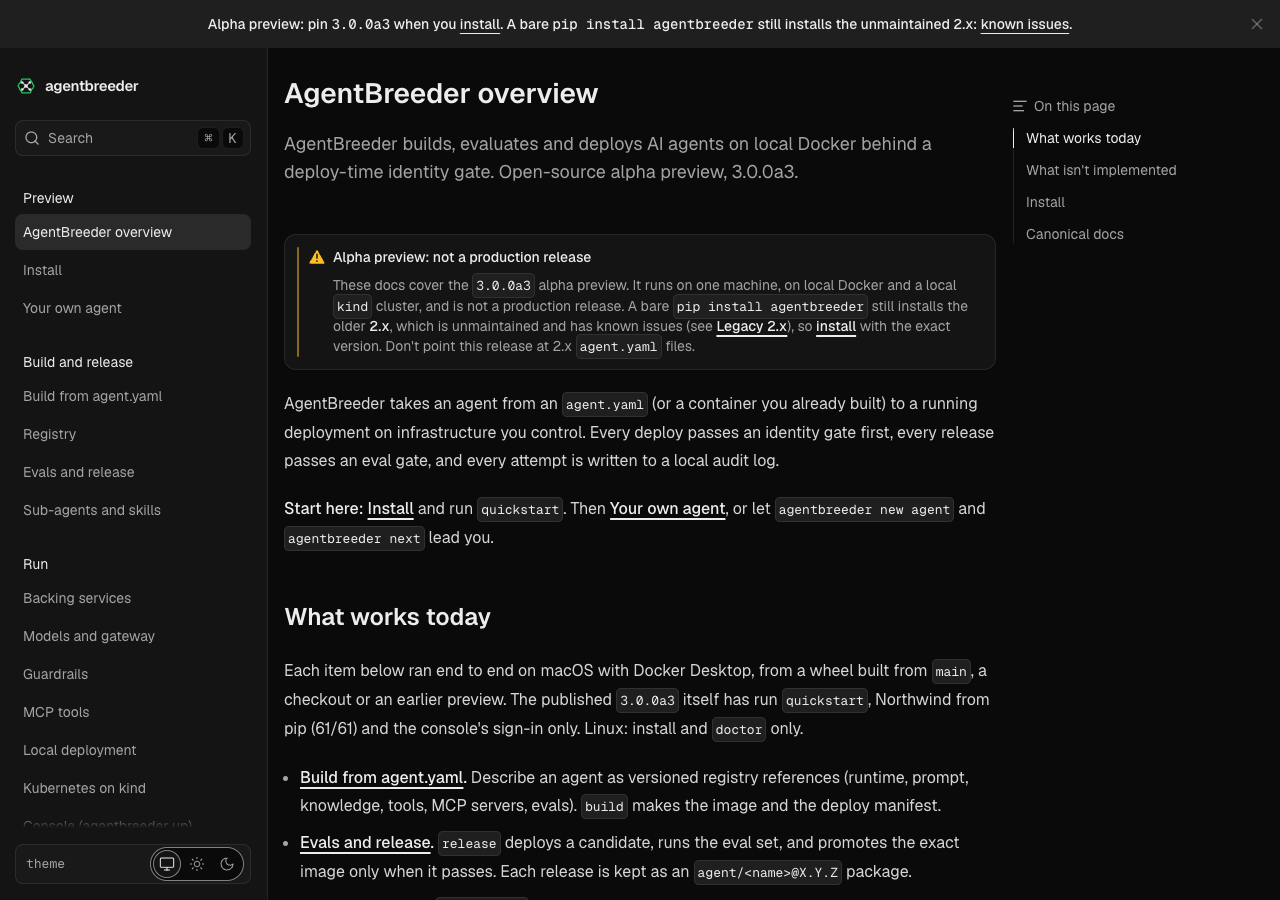 Alpha preview: pin 3.0.0a3 when you install. A bare pip install agentbreeder still installs the unmaintained 2.x: known issues.
agentbreeder
Search
⌘ K
Preview
AgentBreeder overview
Install
Your own agent
Build and release
Build from agent.yaml
Registry
Evals and release
Sub-agents and skills
Run
Backing services
Models and gateway
Guardrails
MCP tools
Local deployment
Kubernetes on kind
Console (agentbreeder up)
theme
AgentBreeder overview
AgentBreeder builds, evaluates and deploys AI agents on local Docker behind a
deploy-time identity gate. Open-source alpha preview, 3.0.0a3.
Alpha preview: not a production release
These docs cover the 3.0.0a3 alpha preview. It runs on one machine, on local Docker and a local
kind cluster, and is not a production release. A bare pip install agentbreeder still installs the
older 2.x, which is unmaintained and has known issues (see Legacy 2.x), so install with the exact
version. Don't point this release at 2.x agent.yaml files.
AgentBreeder takes an agent from an agent.yaml (or a container you already built) to a running
deployment on infrastructure you control. Every deploy passes an identity gate first, every release
passes an eval gate, and every attempt is written to a local audit log.
Start here: Install and run quickstart. Then Your own agent, or let agentbreeder new agent and
agentbreeder next lead you.
What works today
Each item below ran end to end on macOS with Docker Desktop, from a wheel built from main, a
checkout or an earlier preview. The published 3.0.0a3 itself has run quickstart, Northwind from
pip (61/61) and the console's sign-in only. Linux: install and doctor only.
Build from agent.yaml. Describe an agent as versioned registry references (runtime, prompt,
knowledge, tools, MCP servers, evals). build makes the image and the deploy manifest.
Evals and release. release deploys a candidate, runs the eval set, and promotes the exact
image only when it passes. Each release is kept as an agent/<name>@X.Y.Z package.
On this page
What works today
What isn't implemented
Install
Canonical docs